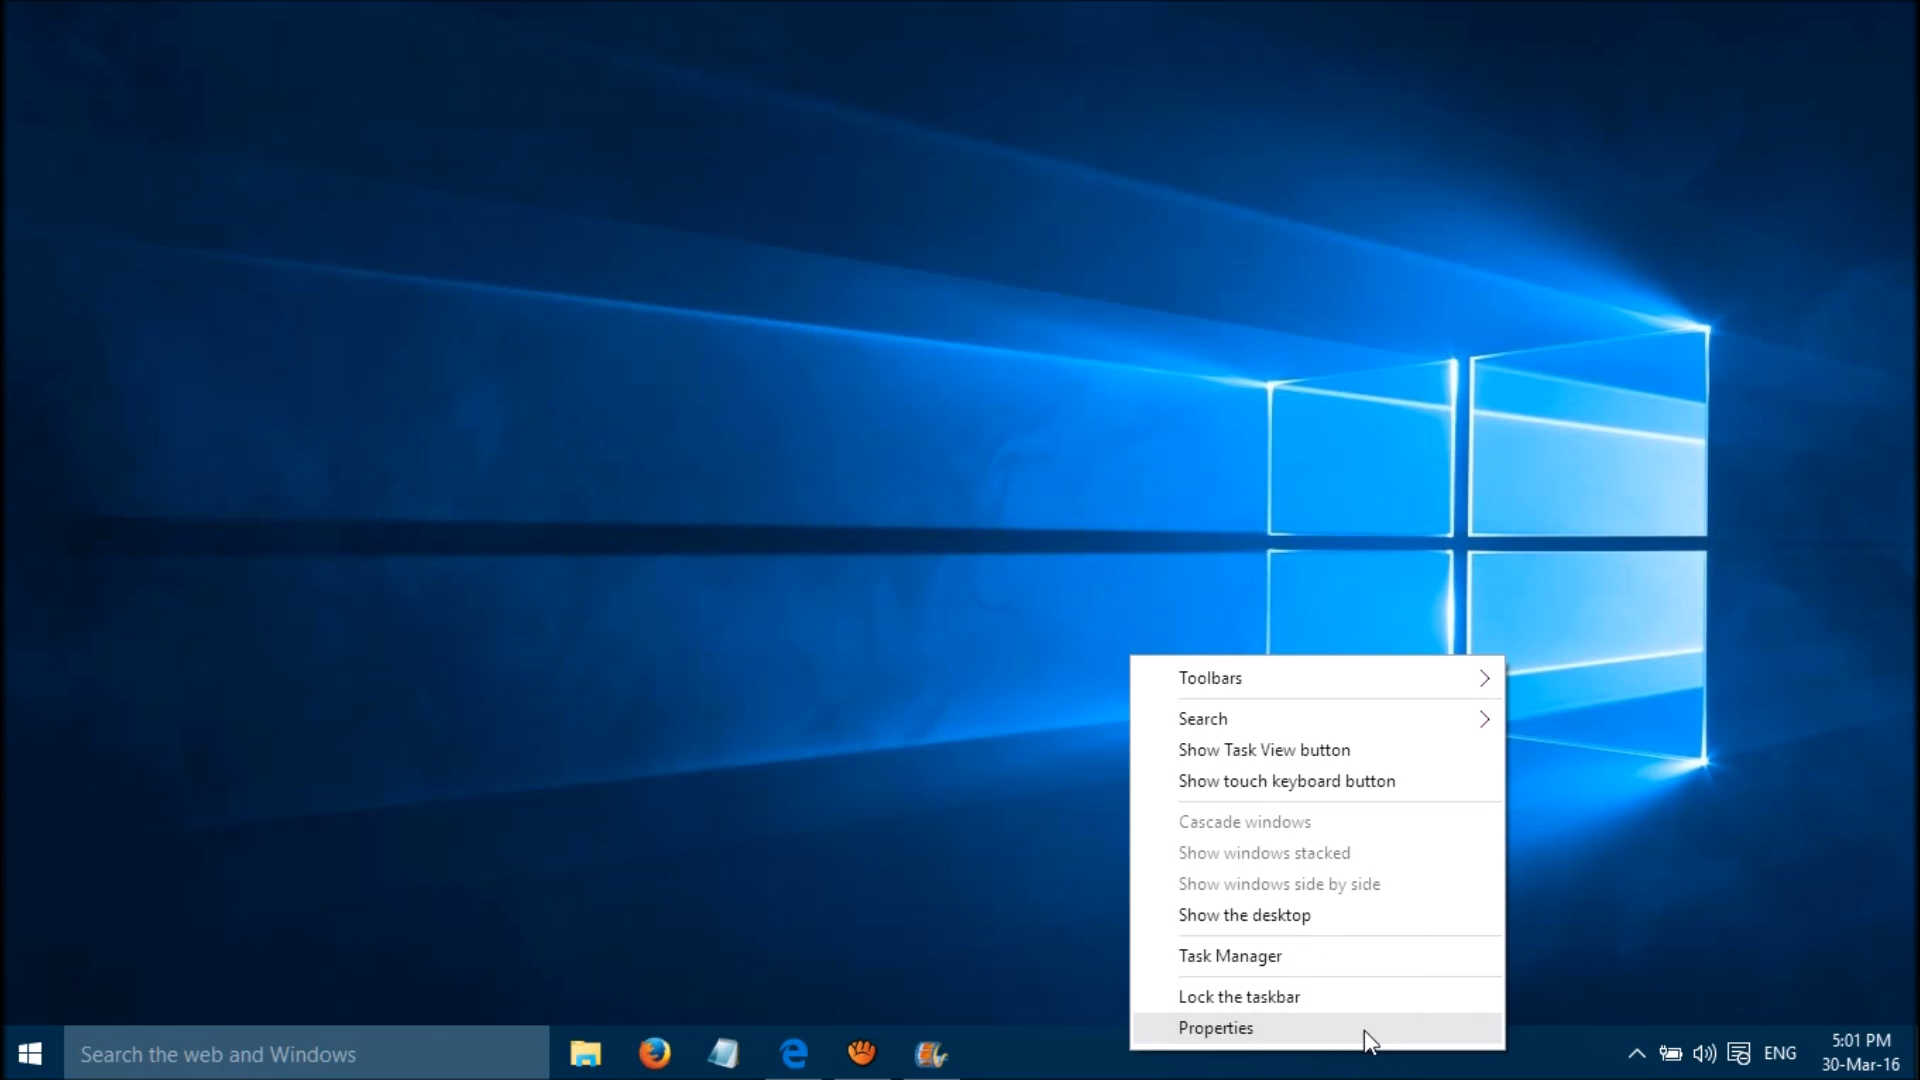 Toolbars
Search
Show Task View button
Show touch keyboard button
Cascade windows
Show windows stacked
Show windows side by side
Show the desktop
Task Manager
Lock the taskbar
Properties
Search the web and Windows
ENG
5:01 PM
30-Mar-16